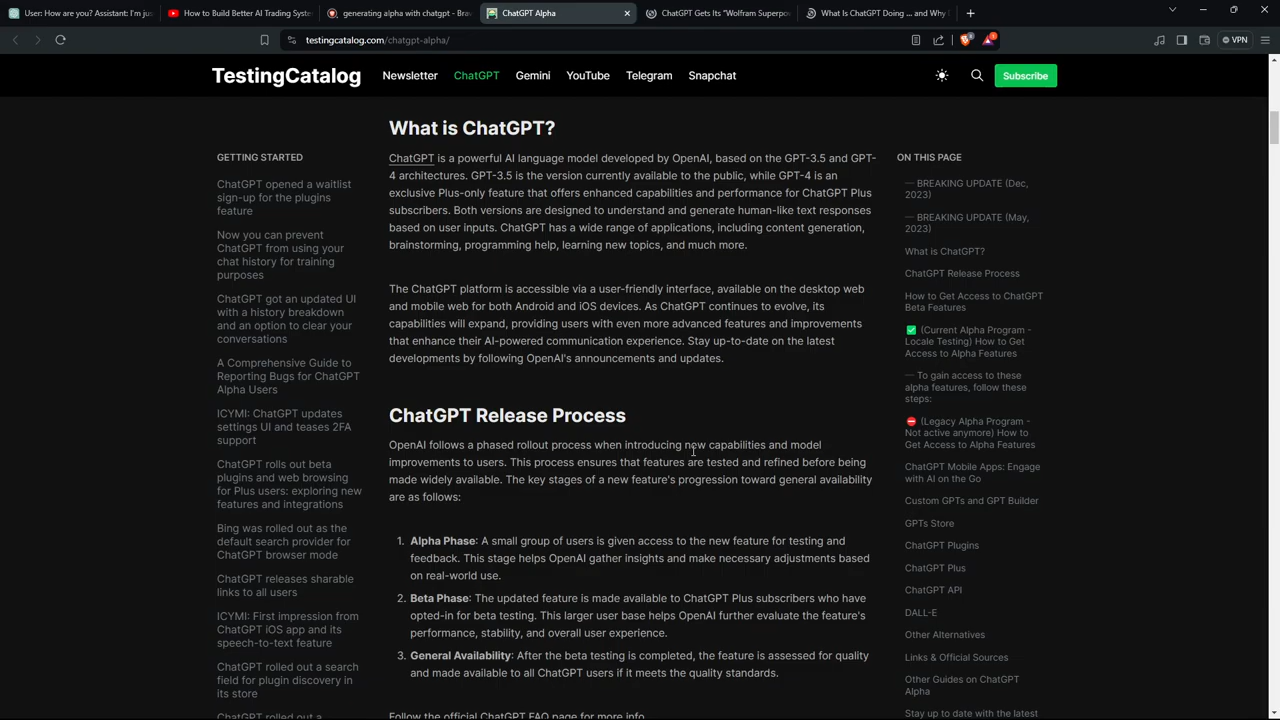 User: How are you? Assistant: I'm jus
How to Build Better AI Trading Syste
generating alpha with chatgpt - Brav
ChatGPT Alpha
ChatGPT Gets Its "Wolfram Superpow
What Is ChatGPT Doing ... and Why I
testingcatalog.com/chatgpt-alpha/
VPN
TestingCatalog
Newsletter
ChatGPT
Gemini
YouTube
Telegram
Snapchat
Subscribe
GETTING STARTED
ChatGPT opened a waitlist
sign-up for the plugins
feature
Now you can prevent
ChatGPT from using your
chat history for training
purposes
ChatGPT got an updated UI
with a history breakdown
and an option to clear your
conversations
A Comprehensive Guide to
Reporting Bugs for ChatGPT
Alpha Users
ICYMI: ChatGPT updates
settings UI and teases 2FA
support
ChatGPT rolls out beta
plugins and web browsing
for Plus users: exploring new
features and integrations
Bing was rolled out as the
default search provider for
ChatGPT browser mode
ChatGPT releases sharable
links to all users
ICYMI: First impression from
ChatGPT iOS app and its
speech-to-text feature
ChatGPT rolled out a search
field for plugin discovery in
its store
ChatGPT rolled out a
What is ChatGPT?
ChatGPT is a powerful AI language model developed by OpenAI, based on the GPT-3.5 and GPT-
4 architectures. GPT-3.5 is the version currently available to the public, while GPT-4 is an
exclusive Plus-only feature that offers enhanced capabilities and performance for ChatGPT Plus
subscribers. Both versions are designed to understand and generate human-like text responses
based on user inputs. ChatGPT has a wide range of applications, including content generation,
brainstorming, programming help, learning new topics, and much more.
The ChatGPT platform is accessible via a user-friendly interface, available on the desktop web
and mobile web for both Android and iOS devices. As ChatGPT continues to evolve, its
capabilities will expand, providing users with even more advanced features and improvements
that enhance their AI-powered communication experience. Stay up-to-date on the latest
developments by following OpenAI's announcements and updates.
ChatGPT Release Process
OpenAI follows a phased rollout process when introducing new capabilities and model
improvements to users. This process ensures that features are tested and refined before being
made widely available. The key stages of a new feature's progression toward general availability
are as follows:
1. Alpha Phase: A small group of users is given access to the new feature for testing and
feedback. This stage helps OpenAI gather insights and make necessary adjustments based
on real-world use.
2. Beta Phase: The updated feature is made available to ChatGPT Plus subscribers who have
opted-in for beta testing. This larger user base helps OpenAI further evaluate the feature's
performance, stability, and overall user experience.
3. General Availability: After the beta testing is completed, the feature is assessed for quality
and made available to all ChatGPT users if it meets the quality standards.
Follow the official ChatGPT FAQ page for more info.
ON THIS PAGE
— BREAKING UPDATE (Dec,
2023)
— BREAKING UPDATE (May,
2023)
What is ChatGPT?
ChatGPT Release Process
How to Get Access to ChatGPT
Beta Features
✅ (Current Alpha Program -
Locale Testing) How to Get
Access to Alpha Features
— To gain access to these
alpha features, follow these
steps:
⛔ (Legacy Alpha Program -
Not active anymore) How to
Get Access to Alpha Features
ChatGPT Mobile Apps: Engage
with AI on the Go
Custom GPTs and GPT Builder
GPTs Store
ChatGPT Plugins
ChatGPT Plus
ChatGPT API
DALL-E
Other Alternatives
Links & Official Sources
Other Guides on ChatGPT
Alpha
Stay up to date with the latest